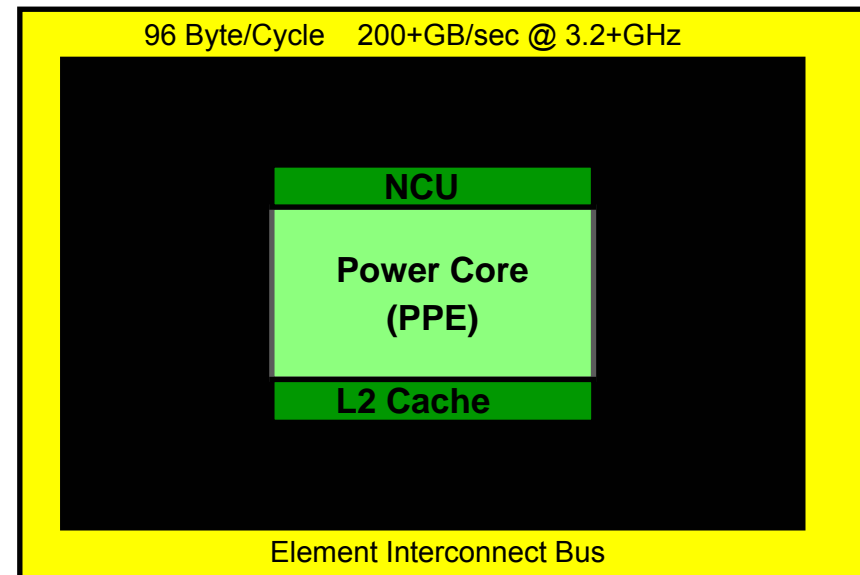 96 Byte/Cycle 200+GB/sec @ 3.2+GHz
NCU
Power Core
(PPE)
L2 Cache
Element Interconnect Bus